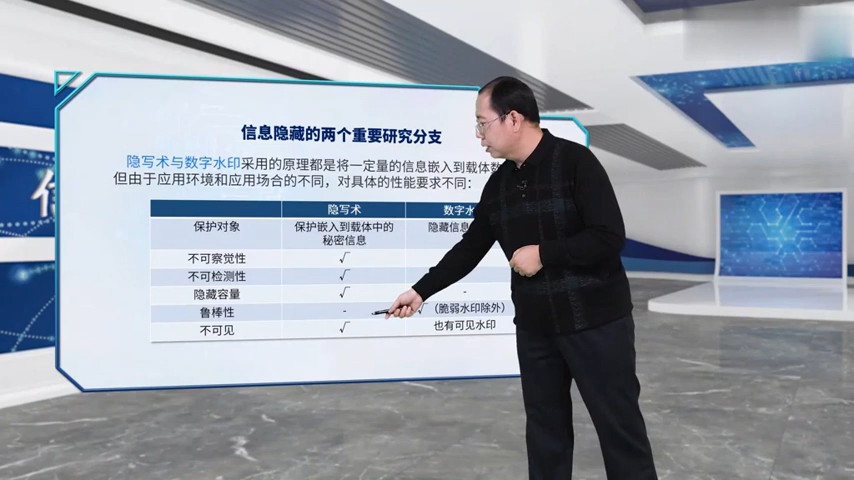 信息隐藏的两个重要研究分支
隐写术与数字水印采用的原理都是将一定量的信息嵌入到载体数
但由于应用环境和应用场合的不同，对具体的性能要求不同：
隐写术 数字水
保护对象 保护嵌入到载体中的秘密信息 隐藏信息
不可察觉性 √
不可检测性 √
隐藏容量 √ -
鲁棒性 - √（脆弱水印除外）
不可见 √ 也有可见水印